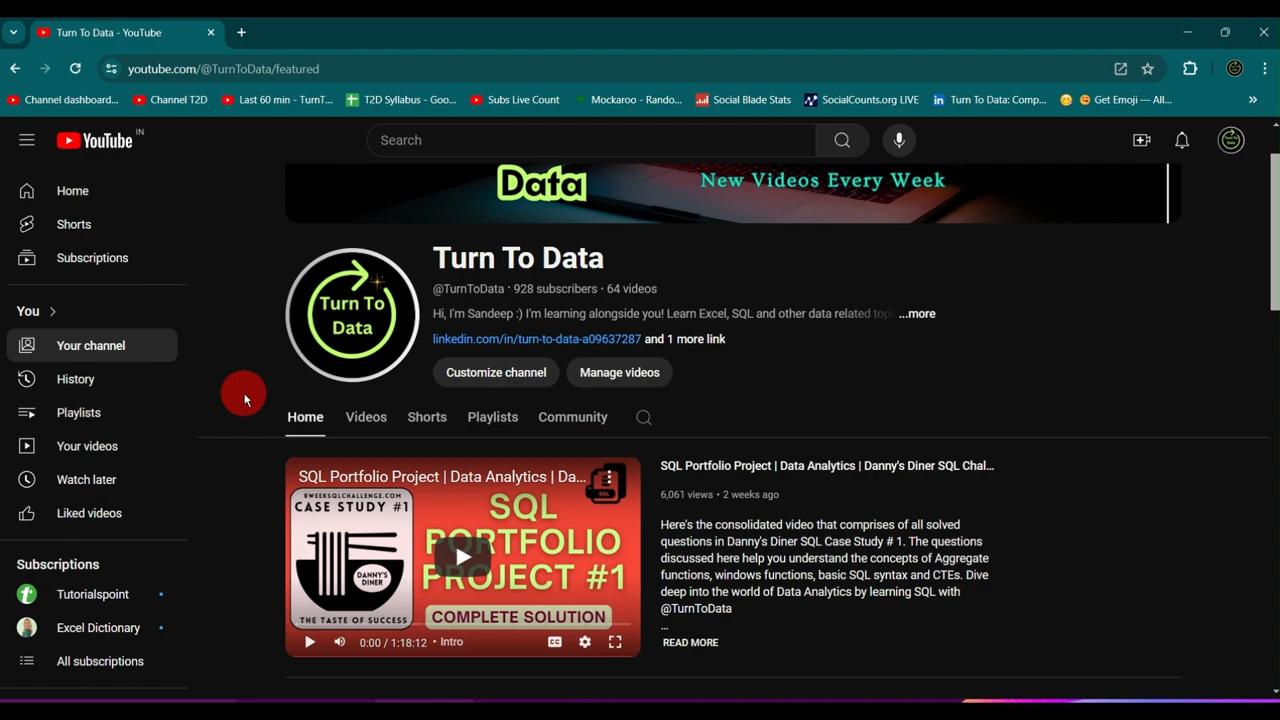 Turn To Data - YouTube
youtube.com/@TurnToData/featured
Channel dashboard... Channel T2D Last 60 min - TurnT... T2D Syllabus - Goo... Subs Live Count Mockaroo - Rando... Social Blade Stats SocialCounts.org LIVE Turn To Data: Comp... Get Emoji — All...
YouTube IN
Search
Home
Shorts
Subscriptions
You
Your channel
History
Playlists
Your videos
Watch later
Liked videos
Subscriptions
Tutorialspoint
Excel Dictionary
All subscriptions
Data
New Videos Every Week
Turn To
Data
Turn To Data
@TurnToData · 928 subscribers · 64 videos
Hi, I'm Sandeep :) I'm learning alongside you! Learn Excel, SQL and other data related ...more
linkedin.com/in/turn-to-data-a09637287 and 1 more link
Customize channel Manage videos
Home Videos Shorts Playlists Community
SQL Portfolio Project | Data Analytics | Da...
SQL
8WEEKSQLCHALLENGE.COM
CASE STUDY #1
DANNY'S
DINER
THE TASTE OF SUCCESS
SQL
PORTFOLIO
PROJECT #1
COMPLETE SOLUTION
0:00 / 1:18:12 • Intro
CC
SQL Portfolio Project | Data Analytics | Danny's Diner SQL Chal...
6,061 views • 2 weeks ago
Here's the consolidated video that comprises of all solved
questions in Danny's Diner SQL Case Study # 1. The questions
discussed here help you understand the concepts of Aggregate
functions, windows functions, basic SQL syntax and CTEs. Dive
deep into the world of Data Analytics by learning SQL with
@TurnToData
...
READ MORE